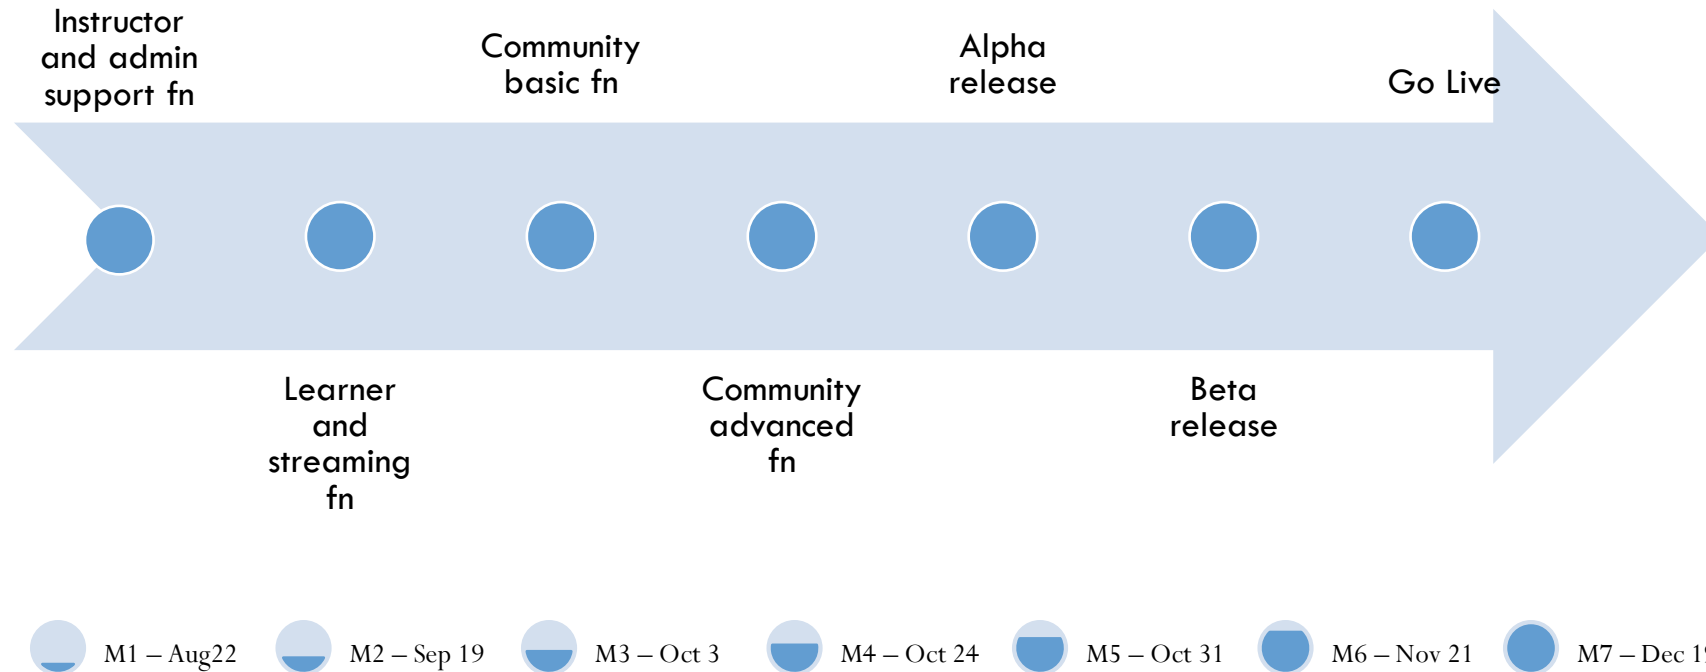 Instructor
and admin
support fn
Learner
and
streaming
fn
Community
basic fn
Community
advanced
fn
Alpha
release
Beta
release
Go Live
M1 – Aug22
M2 – Sep 19
M3 – Oct 3
M4 – Oct 24
M5 – Oct 31
M6 – Nov 21
M7 – Dec